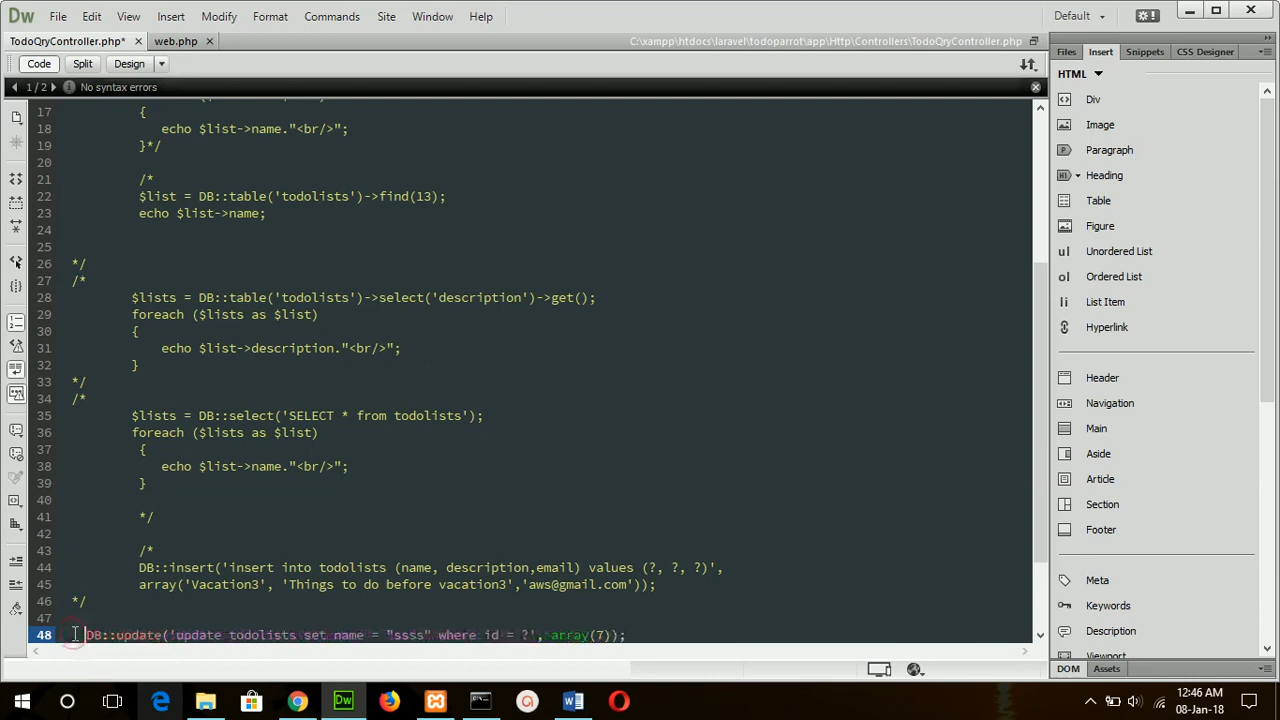 Dw File Edit View Insert Modify Format Commands Site Window Help Default
TodoQryController.php* web.php C:\xampp\htdocs\laravel\todoparrot\app\Http\Controllers\TodoQryController.php
Code Split Design
1/2 No syntax errors
17 {
18 echo $list->name."<br/>";
19 }*/
20
21 /*
22 $list = DB::table('todolists')->find(13);
23 echo $list->name;
24
25
26 */
27 /*
28 $lists = DB::table('todolists')->select('description')->get();
29 foreach ($lists as $list)
30 {
31 echo $list->description."<br/>";
32 }
33 */
34 /*
35 $lists = DB::select('SELECT * from todolists');
36 foreach ($lists as $list)
37 {
38 echo $list->name."<br/>";
39 }
40
41 */
42
43 /*
44 DB::insert('insert into todolists (name, description,email) values (?, ?, ?)',
45 array('Vacation3', 'Things to do before vacation3','aws@gmail.com'));
46 */
47
48 DB::update('update todolists set name = "ssss" where id = ?', array(7));
Files Insert Snippets CSS Designer
HTML
Div
Image
Paragraph
Heading
Table
Figure
ul Unordered List
ol Ordered List
li List Item
Hyperlink
Header
Navigation
Main
Aside
Article
Section
Footer
Meta
Keywords
Description
Viewport
DOM Assets
Dw
12:46 AM
08-Jan-18